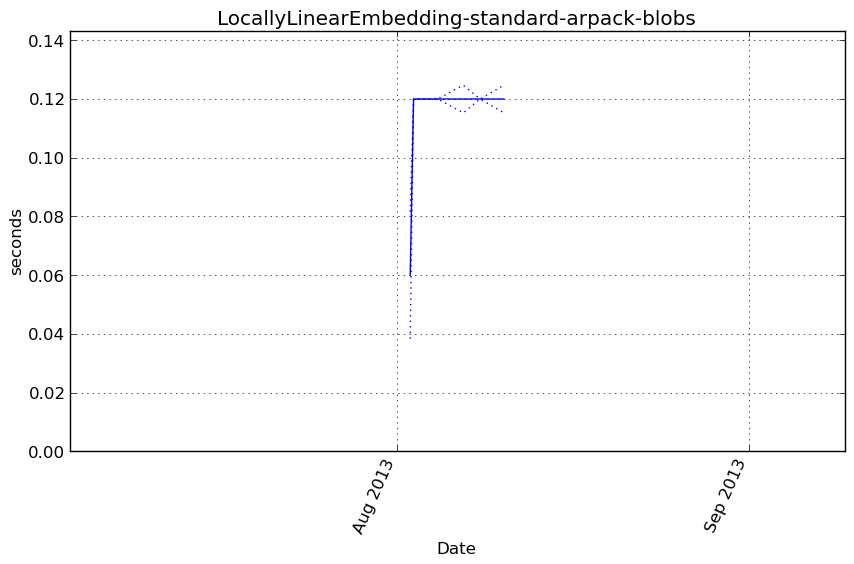 LocallyLinearEmbedding-standard-arpack-blobs
0.14
0.12
0.10
0.08
0.06
0.04
0.02
0.00
seconds
Aug 2013
Sep 2013
Date